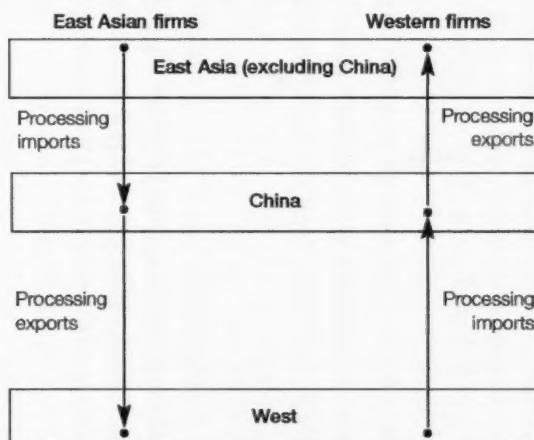 East Asian firms
Western firms
East Asia (excluding China)
Processing
imports
Processing
exports
China
Processing
exports
Processing
imports
West